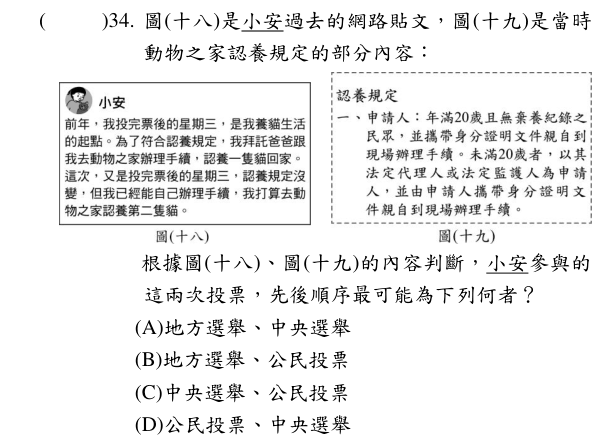 (　　)34. 圖(十八)是小安過去的網路貼文，圖(十九)是當時
動物之家認養規定的部分內容：
小安
前年，我投完票後的星期三，是我養貓生活
的起點。為了符合認養規定，我拜託爸爸跟
我去動物之家辦理手續，認養一隻貓回家。
這次，又是投完票後的星期三，認養規定沒
變，但我已經能自己辦理手續，我打算去動
物之家認養第二隻貓。
圖(十八)
認養規定
一、申請人：年滿20歲且無棄養紀錄之
民眾，並攜帶身分證明文件親自到
現場辦理手續。未滿20歲者，以其
法定代理人或法定監護人為申請
人，並由申請人攜帶身分證明文
件親自到現場辦理手續。
圖(十九)
根據圖(十八)、圖(十九)的內容判斷，小安參與的
這兩次投票，先後順序最可能為下列何者？
(A)地方選舉、中央選舉
(B)地方選舉、公民投票
(C)中央選舉、公民投票
(D)公民投票、中央選舉